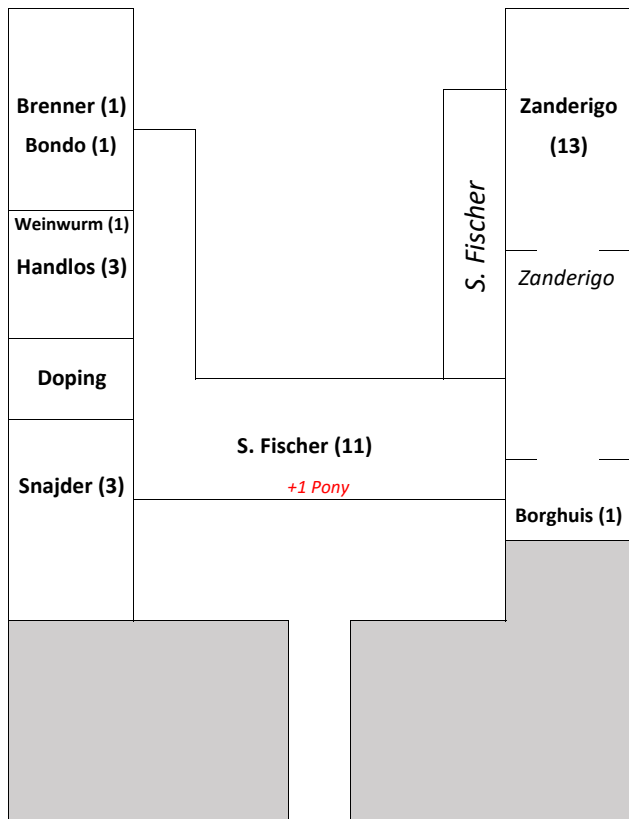 Brenner (1)
Bondo (1)
Weinwurm (1)
Handlos (3)
Doping
Snajder (3)
S. Fischer (11)
+1 Pony
S. Fischer
Zanderigo
(13)
Zanderigo
Borghuis (1)